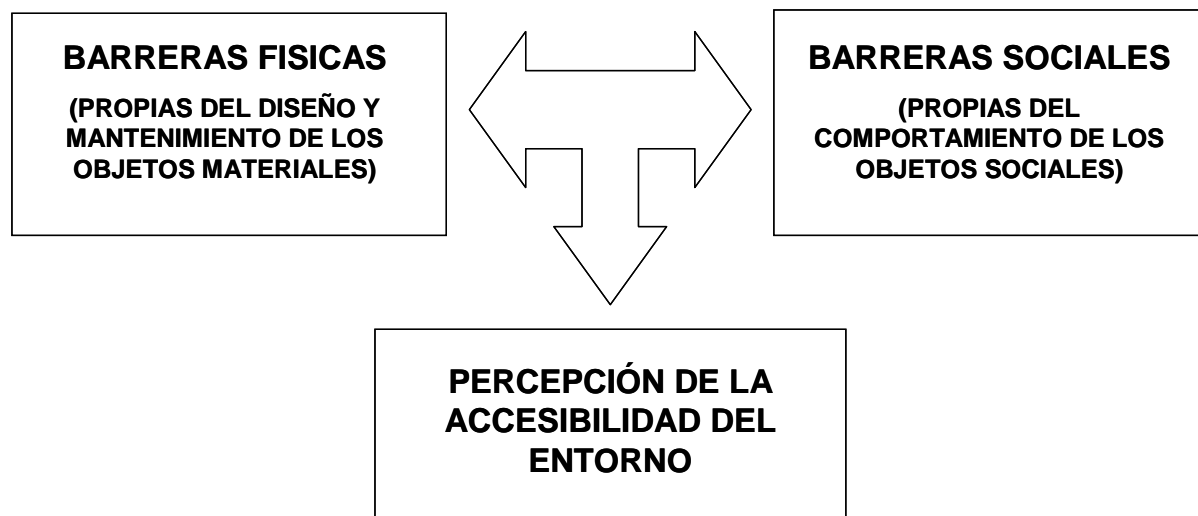 BARRERAS FISICAS
(PROPIAS DEL DISEÑO Y
MANTENIMIENTO DE LOS
OBJETOS MATERIALES)
BARRERAS SOCIALES
(PROPIAS DEL
COMPORTAMIENTO DE LOS
OBJETOS SOCIALES)
PERCEPCIÓN DE LA
ACCESIBILIDAD DEL
ENTORNO